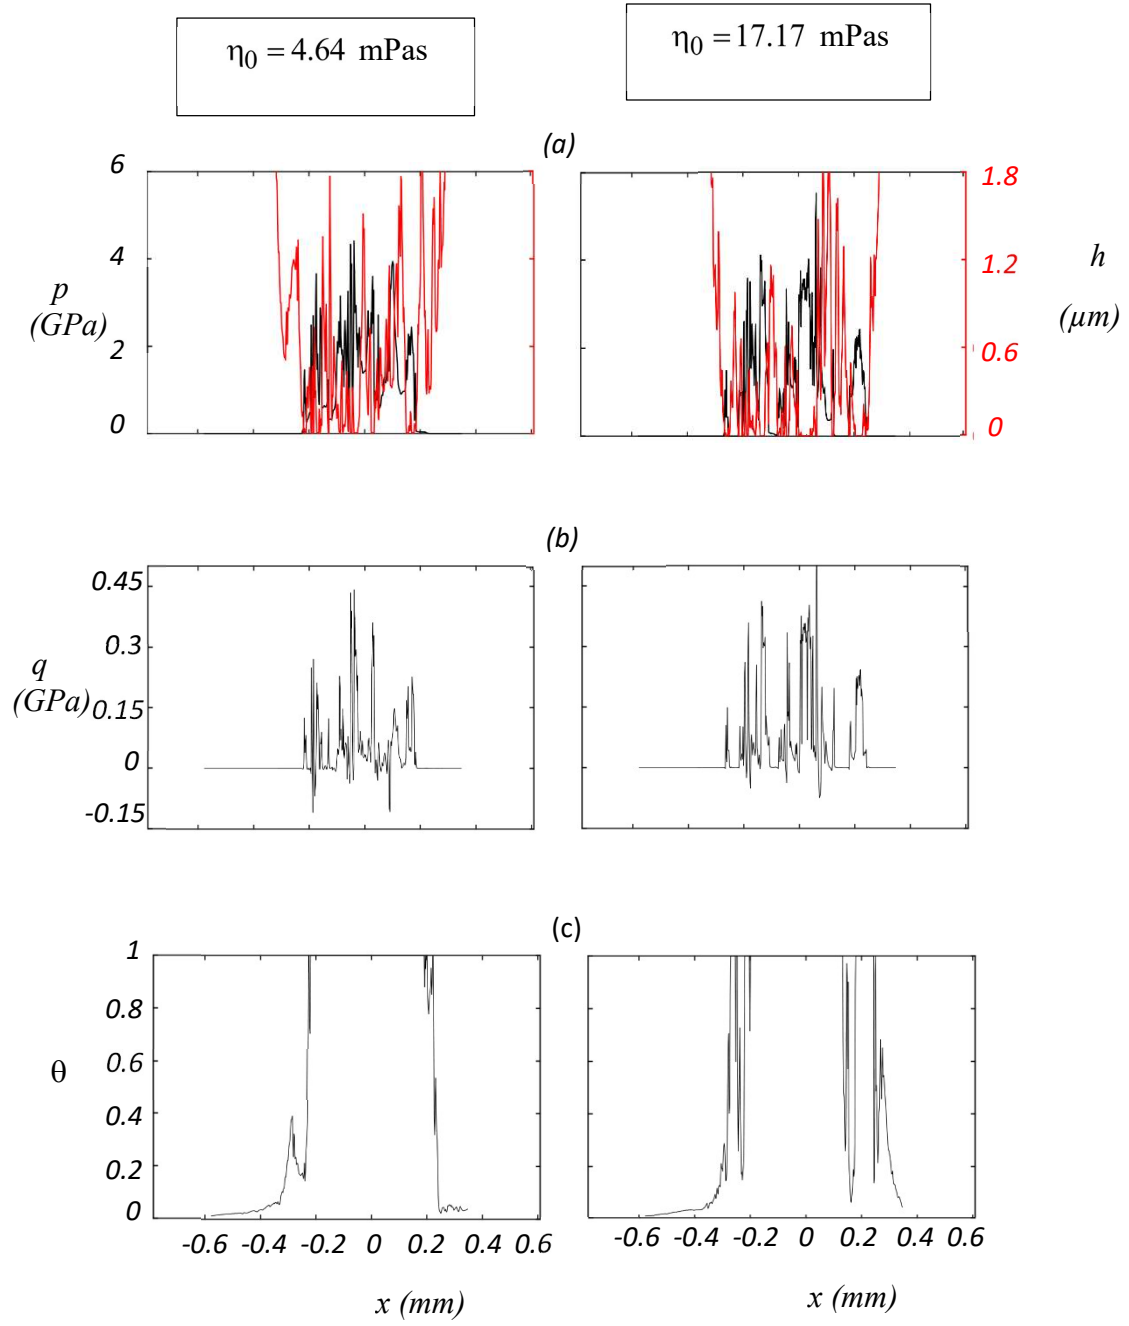 η0 = 4.64 mPas
η0 = 17.17 mPas
(a)
6
4
2
0
p
(GPa)
1.8
1.2
0.6
0
h
(µm)
(b)
0.45
0.3
0.15
0
-0.15
q
(GPa)
(c)
1
0.8
0.6
0.4
0.2
0
θ
-0.6 -0.4 -0.2 0 0.2 0.4 0.6
-0.6 -0.4 -0.2 0 0.2 0.4 0.6
x (mm)
x (mm)